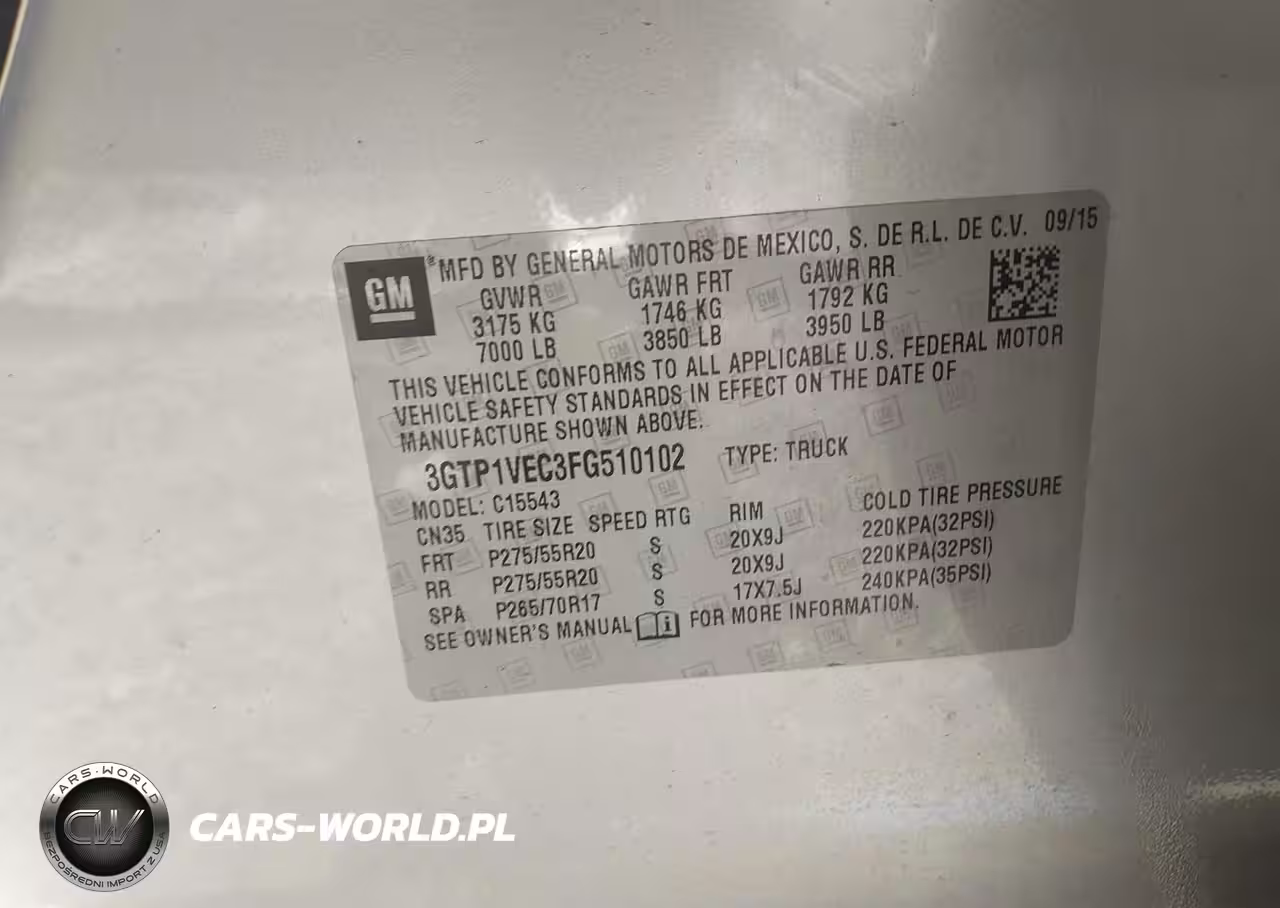 GM
MFD BY GENERAL MOTORS DE MEXICO, S. DE R.L. DE C.V. 09/15
GVWR GAWR FRT GAWR RR
3175 KG 1746 KG 1792 KG
7000 LB 3850 LB 3950 LB
THIS VEHICLE CONFORMS TO ALL APPLICABLE U.S. FEDERAL MOTOR
VEHICLE SAFETY STANDARDS IN EFFECT ON THE DATE OF
MANUFACTURE SHOWN ABOVE.
3GTP1VEC3FG510102 TYPE: TRUCK
MODEL: C15543
CN35 TIRE SIZE SPEED RTG RIM COLD TIRE PRESSURE
FRT P275/55R20 S 20X9J 220KPA(32PSI)
RR P275/55R20 S 20X9J 220KPA(32PSI)
SPA P265/70R17 S 17X7.5J 240KPA(35PSI)
SEE OWNER'S MANUAL FOR MORE INFORMATION.
CARS-WORLD
CW
BEZPOŚREDNI IMPORT Z USA
CARS-WORLD.PL